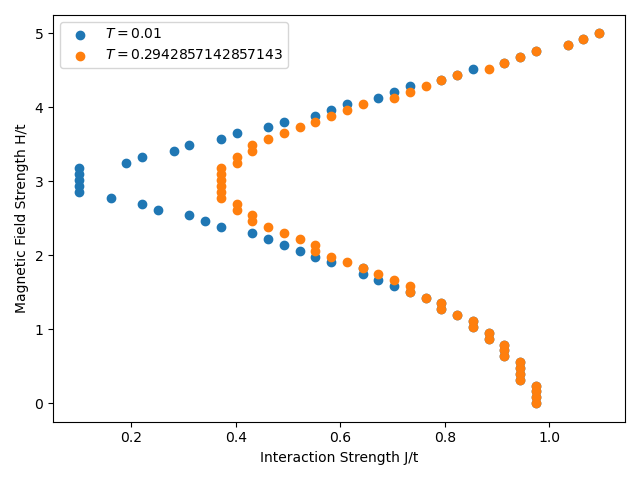 T = 0.01
T = 0.2942857142857143
5
4
3
2
1
0
Magnetic Field Strength H/t
0.2 0.4 0.6 0.8 1.0
Interaction Strength J/t